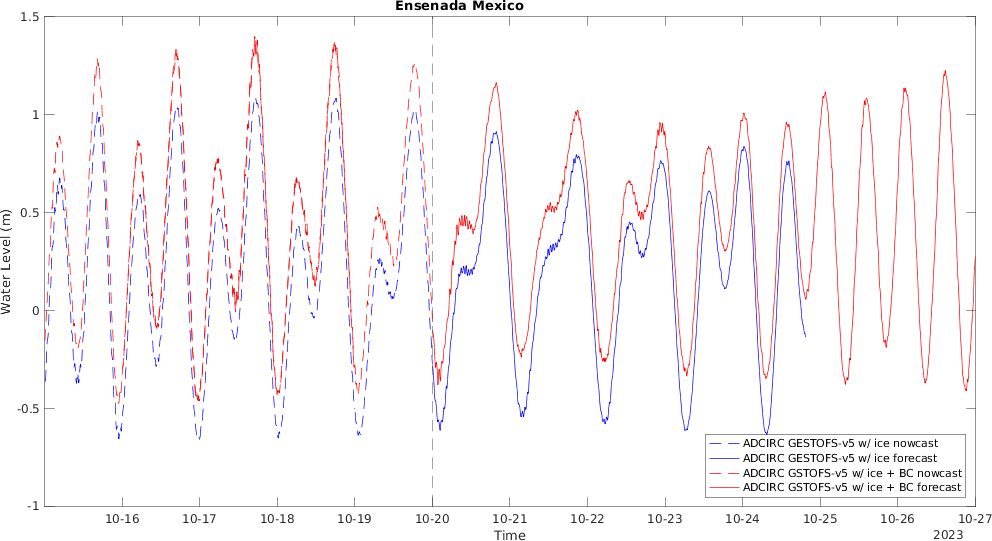 Ensenada Mexico
1.5
1
0.5
0
-0.5
-1
Water Level (m)
10-16 10-17 10-18 10-19 10-20 10-21 10-22 10-23 10-24 10-25 10-26 10-27
Time
2023
ADCIRC GESTOFS-v5 w/ ice nowcast
ADCIRC GESTOFS-v5 w/ ice forecast
ADCIRC GSTOFS-v5 w/ ice + BC nowcast
ADCIRC GSTOFS-v5 w/ ice + BC forecast